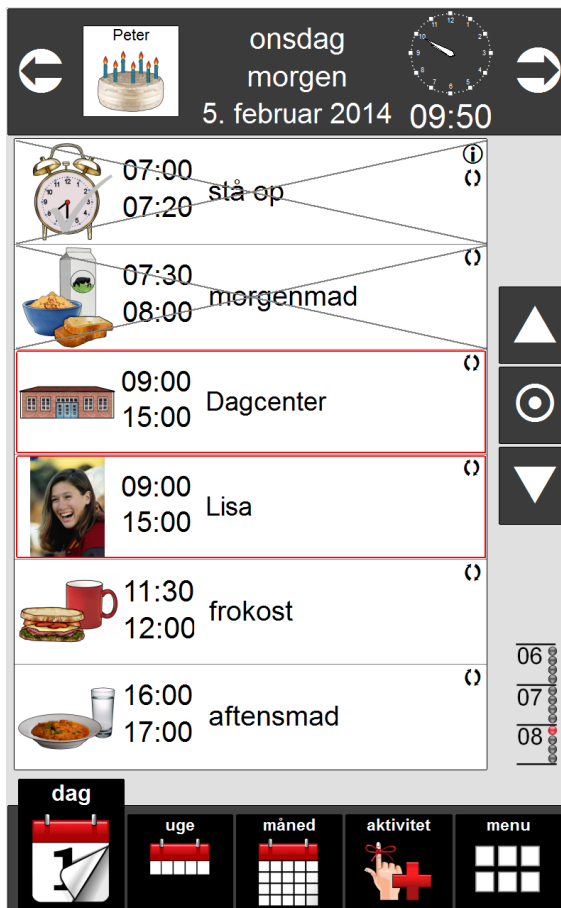 Peter
onsdag
morgen
5. februar 2014
09:50
07:00
07:20
stå op
07:30
08:00
morgenmad
09:00
15:00
Dagcenter
09:00
15:00
Lisa
11:30
12:00
frokost
16:00
17:00
aftensmad
06
07
08
dag
1
uge
måned
aktivitet
menu